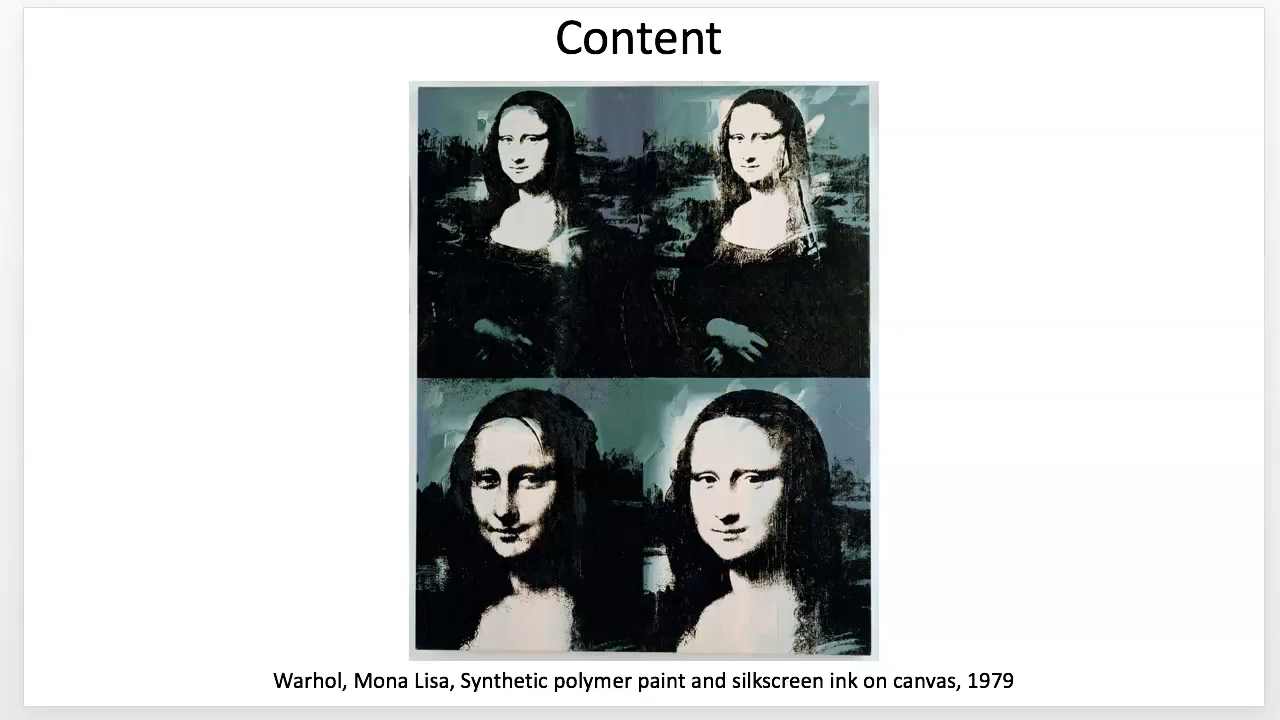 Content
Warhol, Mona Lisa, Synthetic polymer paint and silkscreen ink on canvas, 1979